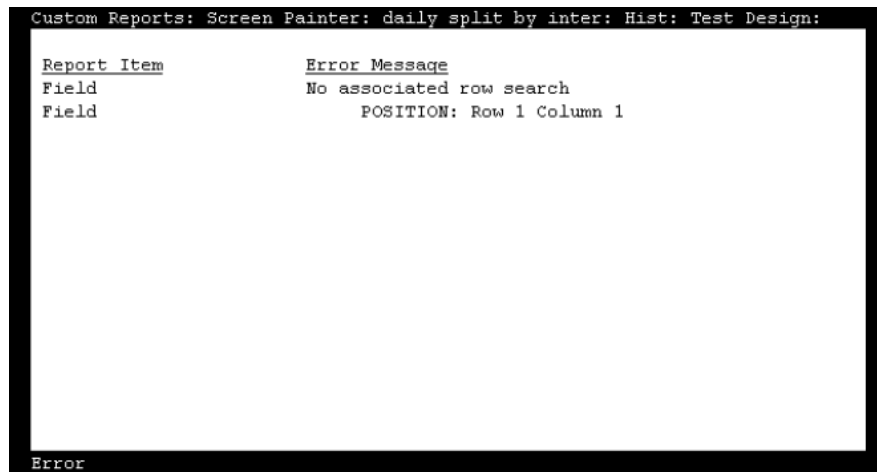 Custom Reports: Screen Painter: daily split by inter: Hist: Test Design:
Report Item Error Message
Field No associated row search
Field POSITION: Row 1 Column 1
Error